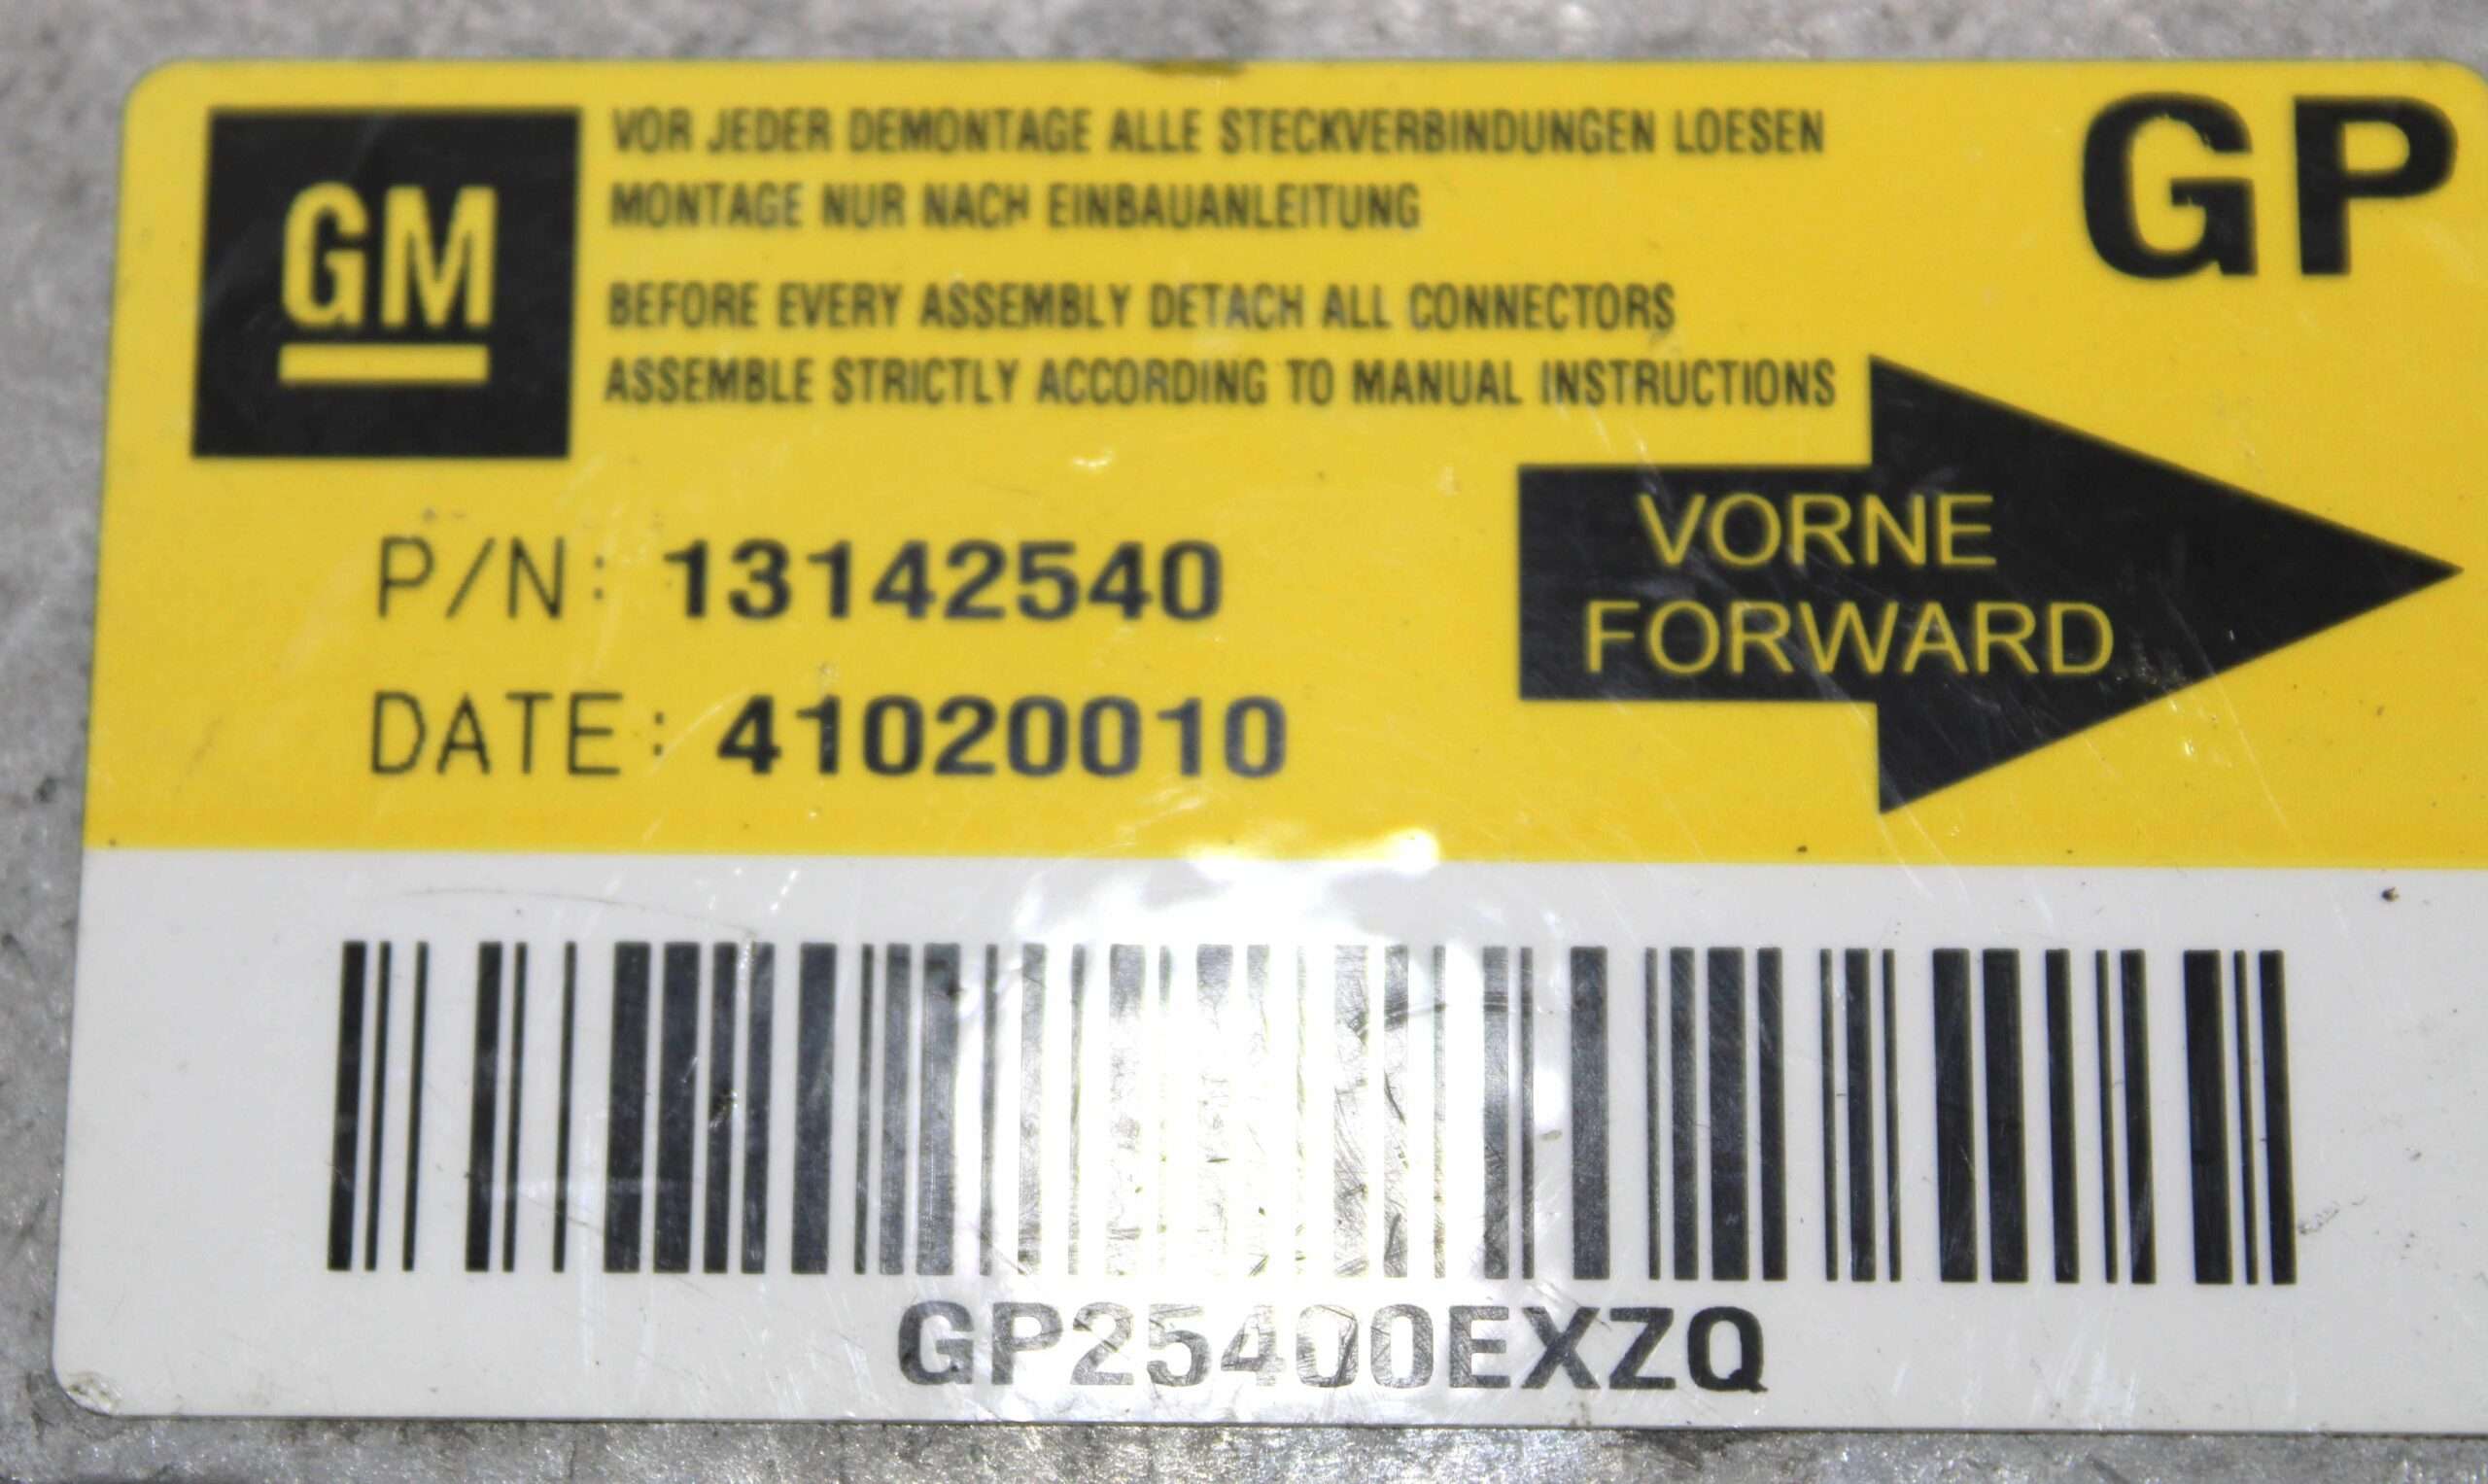 GM
VOR JEDER DEMONTAGE ALLE STECKVERBINDUNGEN LOESEN
MONTAGE NUR NACH EINBAUANLEITUNG
BEFORE EVERY ASSEMBLY DETACH ALL CONNECTORS
ASSEMBLE STRICTLY ACCORDING TO MANUAL INSTRUCTIONS
GP
P/N: 13142540
DATE: 41020010
VORNE
FORWARD
GP25400EXZQ